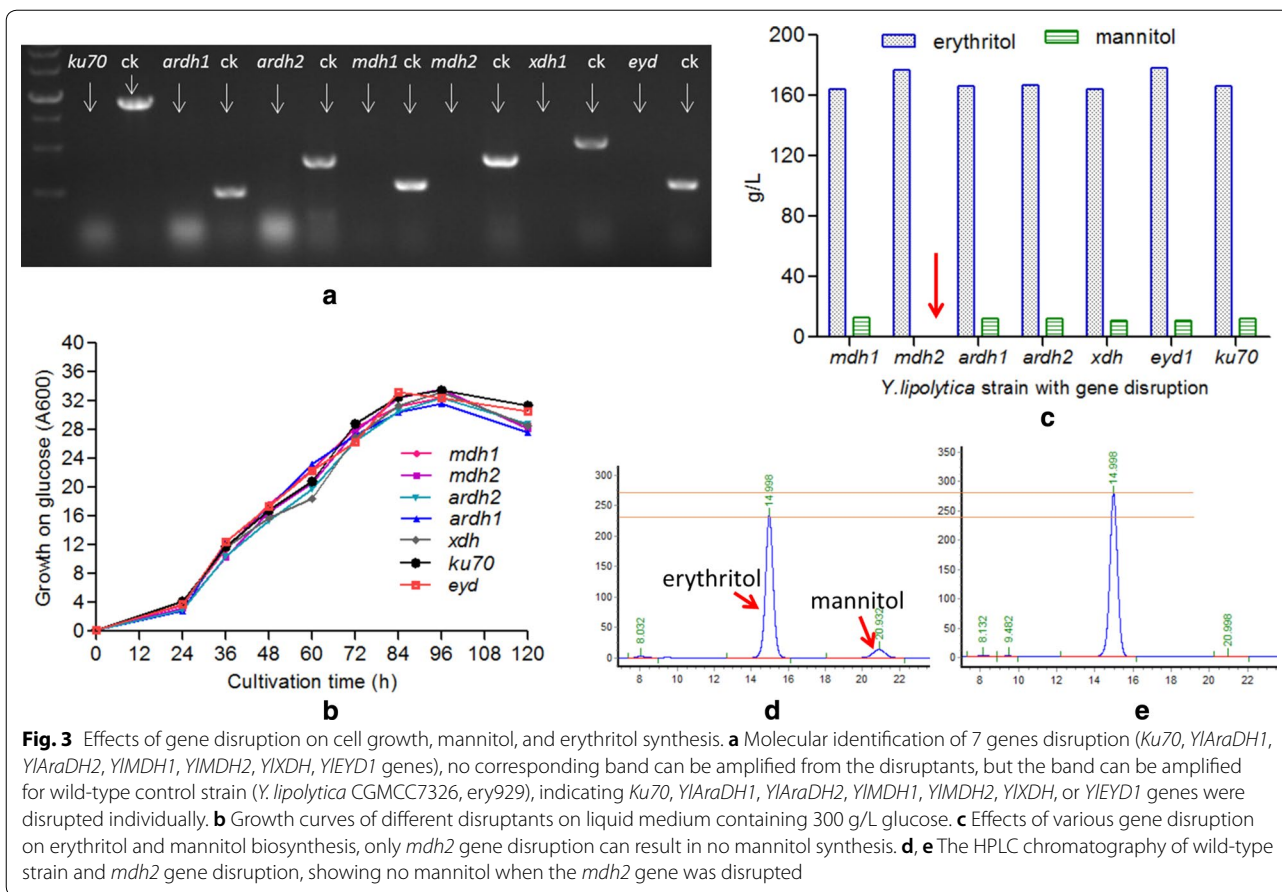 ku70 ck ardh1 ck ardh2 ck mdh1 ck mdh2 ck xdh1 ck eyd ck
a
erythritol mannitol
200
160
120
80
40
0
g/L
mdh1 mdh2 ardh1 ardh2 xdh eyd1 ku70
Y.lipolytica strain with gene disruption
c
40
36
32
28
24
20
16
12
8
4
0
Growth on glucose (A600)
mdh1
mdh2
ardh2
ardh1
xdh
ku70
eyd
0 12 24 36 48 60 72 84 96 108 120
Cultivation time (h)
b
300
250
200
150
100
50
0
14.998
erythritol
mannitol
8.032
20.932
8 10 12 14 16 18 20 22
d
350
300
250
200
150
100
50
0
14.998
8.132
9.482
20.998
8 10 12 14 16 18 20 22
e
Fig. 3 Effects of gene disruption on cell growth, mannitol, and erythritol synthesis. a Molecular identification of 7 genes disruption (Ku70, YlAraDH1,
YlAraDH2, YlMDH1, YlMDH2, YlXDH, YlEYD1 genes), no corresponding band can be amplified from the disruptants, but the band can be amplified
for wild-type control strain (Y. lipolytica CGMCC7326, ery929), indicating Ku70, YlAraDH1, YlAraDH2, YlMDH1, YlMDH2, YlXDH, or YlEYD1 genes were
disrupted individually. b Growth curves of different disruptants on liquid medium containing 300 g/L glucose. c Effects of various gene disruption
on erythritol and mannitol biosynthesis, only mdh2 gene disruption can result in no mannitol synthesis. d, e The HPLC chromatography of wild-type
strain and mdh2 gene disruption, showing no mannitol when the mdh2 gene was disrupted